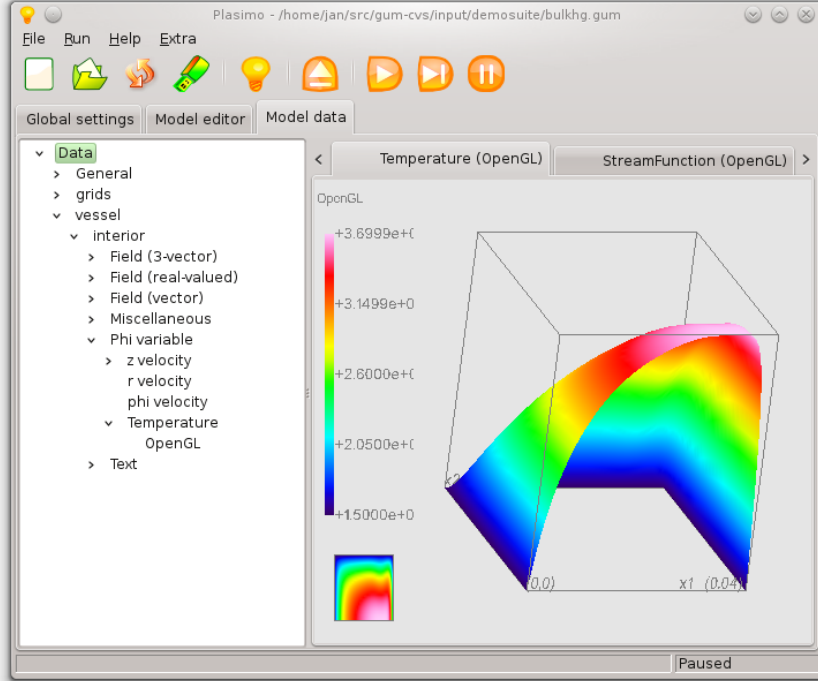 Plasimo - /home/jan/src/gum-cvs/input/demosuite/bulkhg.gum
File Run Help Extra
Global settings Model editor Model data
Data
General
grids
vessel
interior
Field (3-vector)
Field (real-valued)
Field (vector)
Miscellaneous
Phi variable
z velocity
r velocity
phi velocity
Temperature
OpenGL
Text
Temperature (OpenGL) StreamFunction (OpenGL)
OpenGL
+3.6999e+0
+3.1499e+0
+2.6000e+0
+2.0500e+0
+1.5000e+0
(0,0) x1 (0.04)
Paused